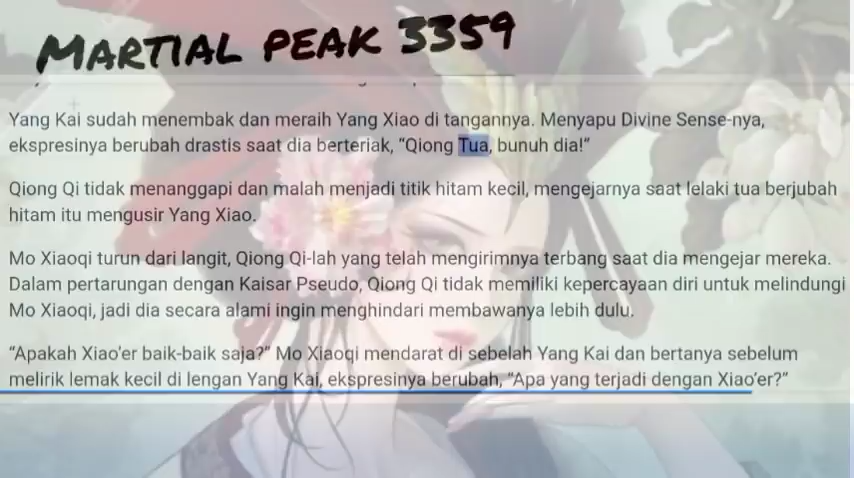 MARTIAL PEAK 3359
Yang Kai sudah menembak dan meraih Yang Xiao di tangannya. Menyapu Divine Sense-nya,
ekspresinya berubah drastis saat dia berteriak, “Qiong Tua, bunuh dia!“
Qiong Qi tidak menanggapi dan malah menjadi titik hitam kecil, mengejarnya saat lelaki tua berjubah
hitam itu mengusir Yang Xiao.
Mo Xiaoqi turun dari langit, Qiong Qi-lah yang telah mengirimnya terbang saat dia mengejar mereka.
Dalam pertarungan dengan Kaisar Pseudo, Qiong Qi tidak memiliki kepercayaan diri untuk melindungi
Mo Xiaoqi, jadi dia secara alami ingin menghindari membawanya lebih dulu.
“Apakah Xiao’er baik-baik saja?” Mo Xiaoqi mendarat di sebelah Yang Kai dan bertanya sebelum
melirik lemak kecil di lengan Yang Kai, ekspresinya berubah, “Apa yang terjadi dengan Xiao’er?”